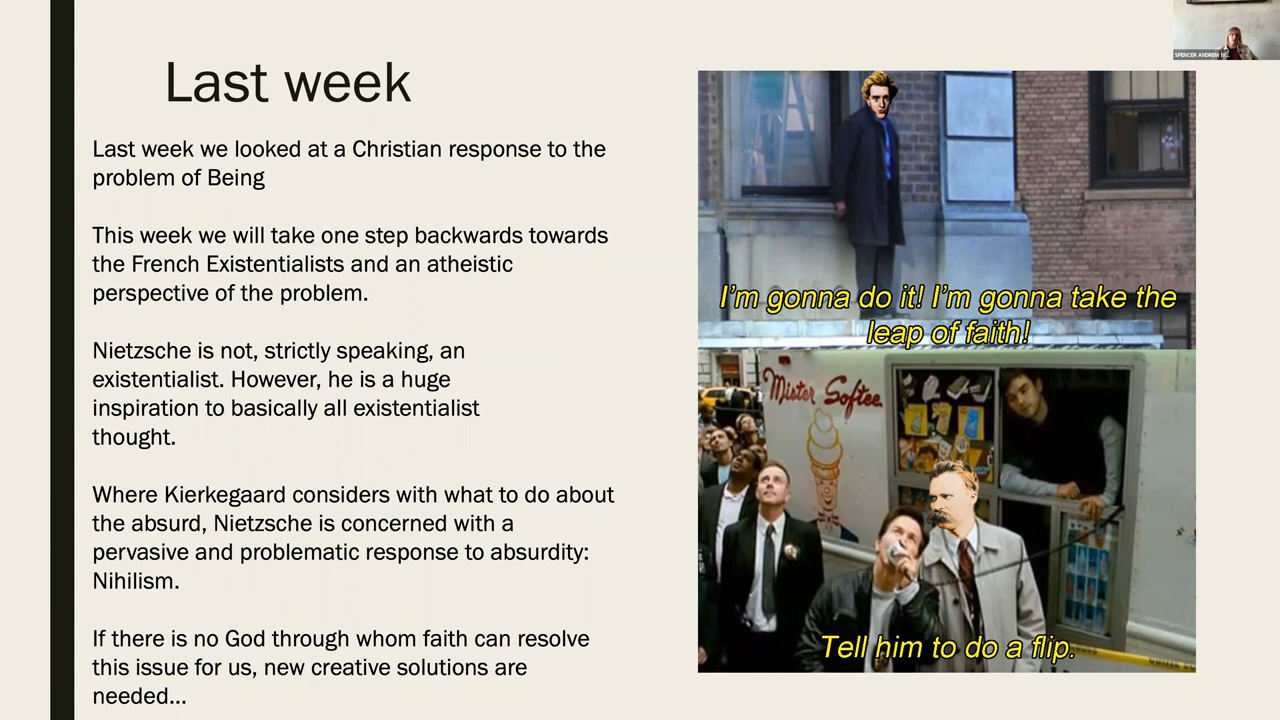 Last week
Last week we looked at a Christian response to the
problem of Being
This week we will take one step backwards towards
the French Existentialists and an atheistic
perspective of the problem.
Nietzsche is not, strictly speaking, an
existentialist. However, he is a huge
inspiration to basically all existentialist
thought.
Where Kierkegaard considers with what to do about
the absurd, Nietzsche is concerned with a
pervasive and problematic response to absurdity:
Nihilism.
If there is no God through whom faith can resolve
this issue for us, new creative solutions are
needed...
I'm gonna do it! I'm gonna take the
leap of faith!
Mister Softee
Tell him to do a flip.
SPENCER ANDREW